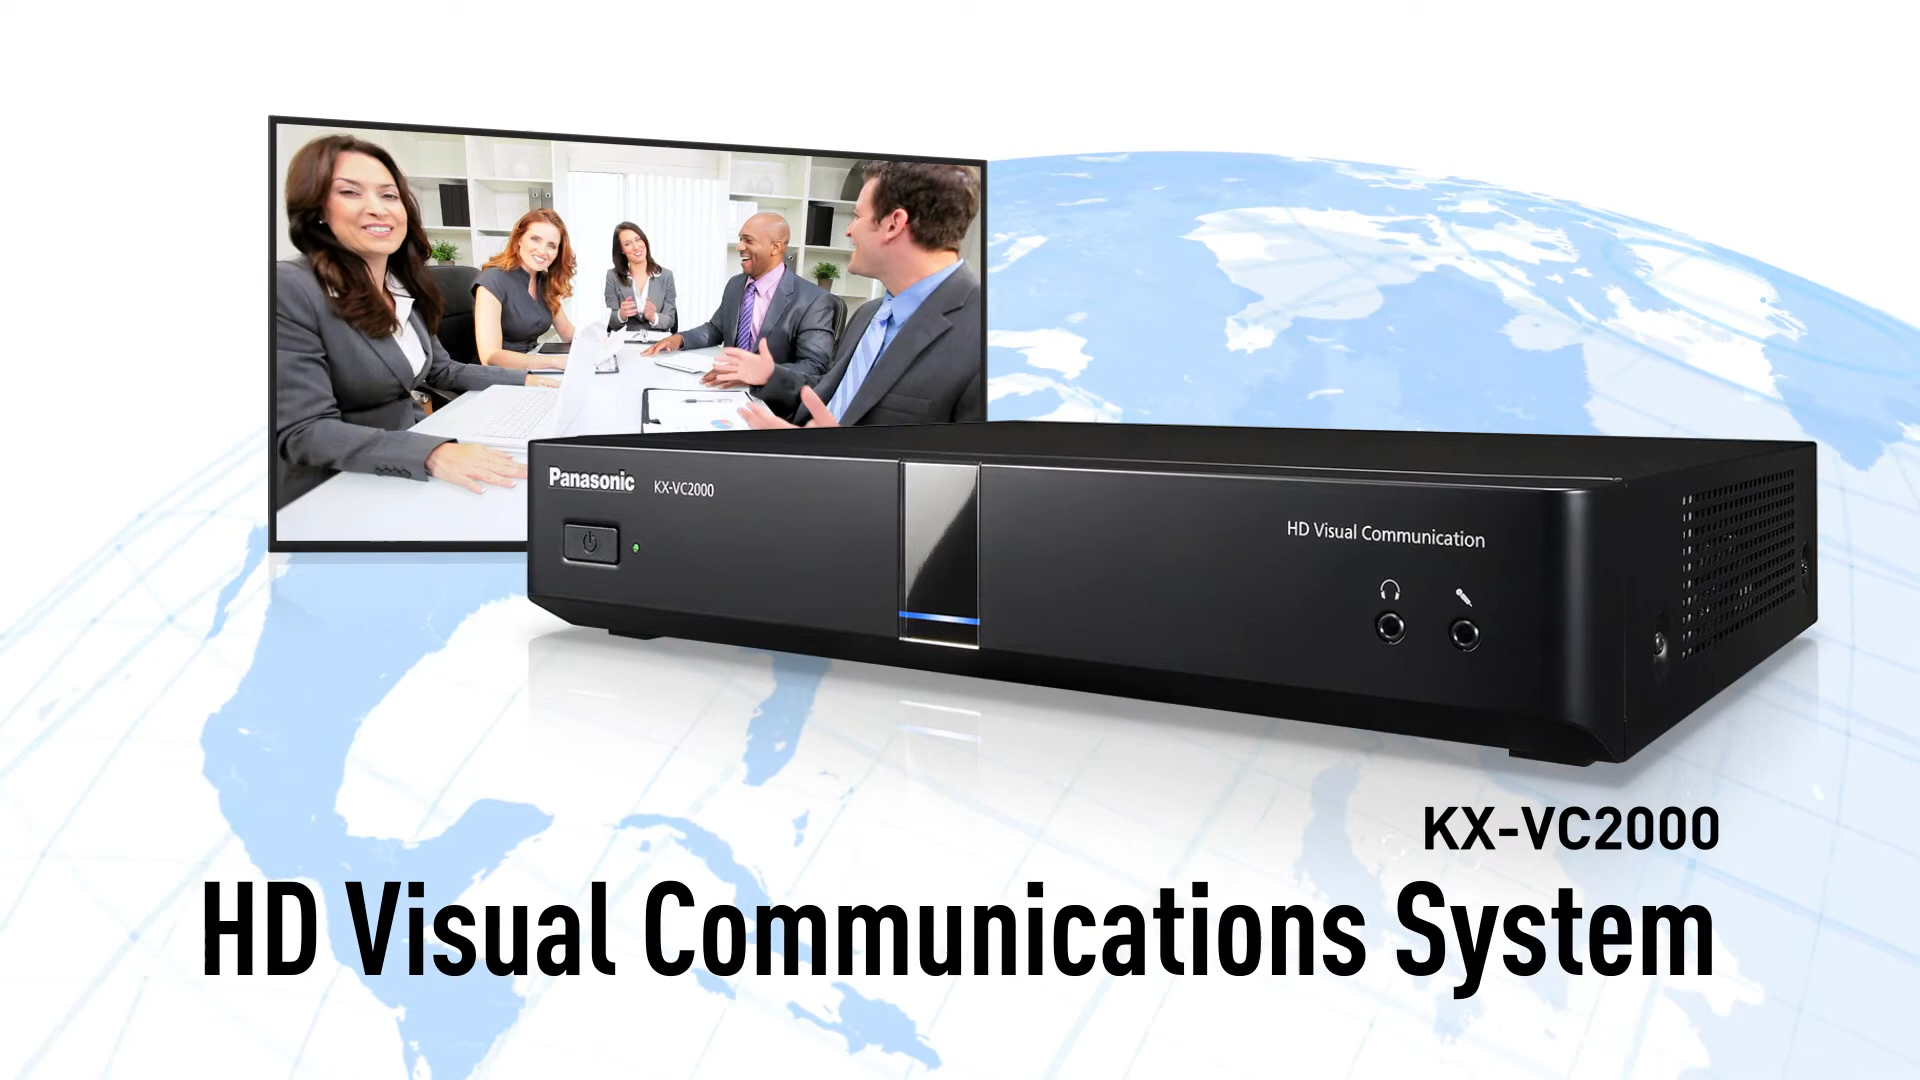 Panasonic KX-VC2000
HD Visual Communication
KX-VC2000
HD Visual Communications System